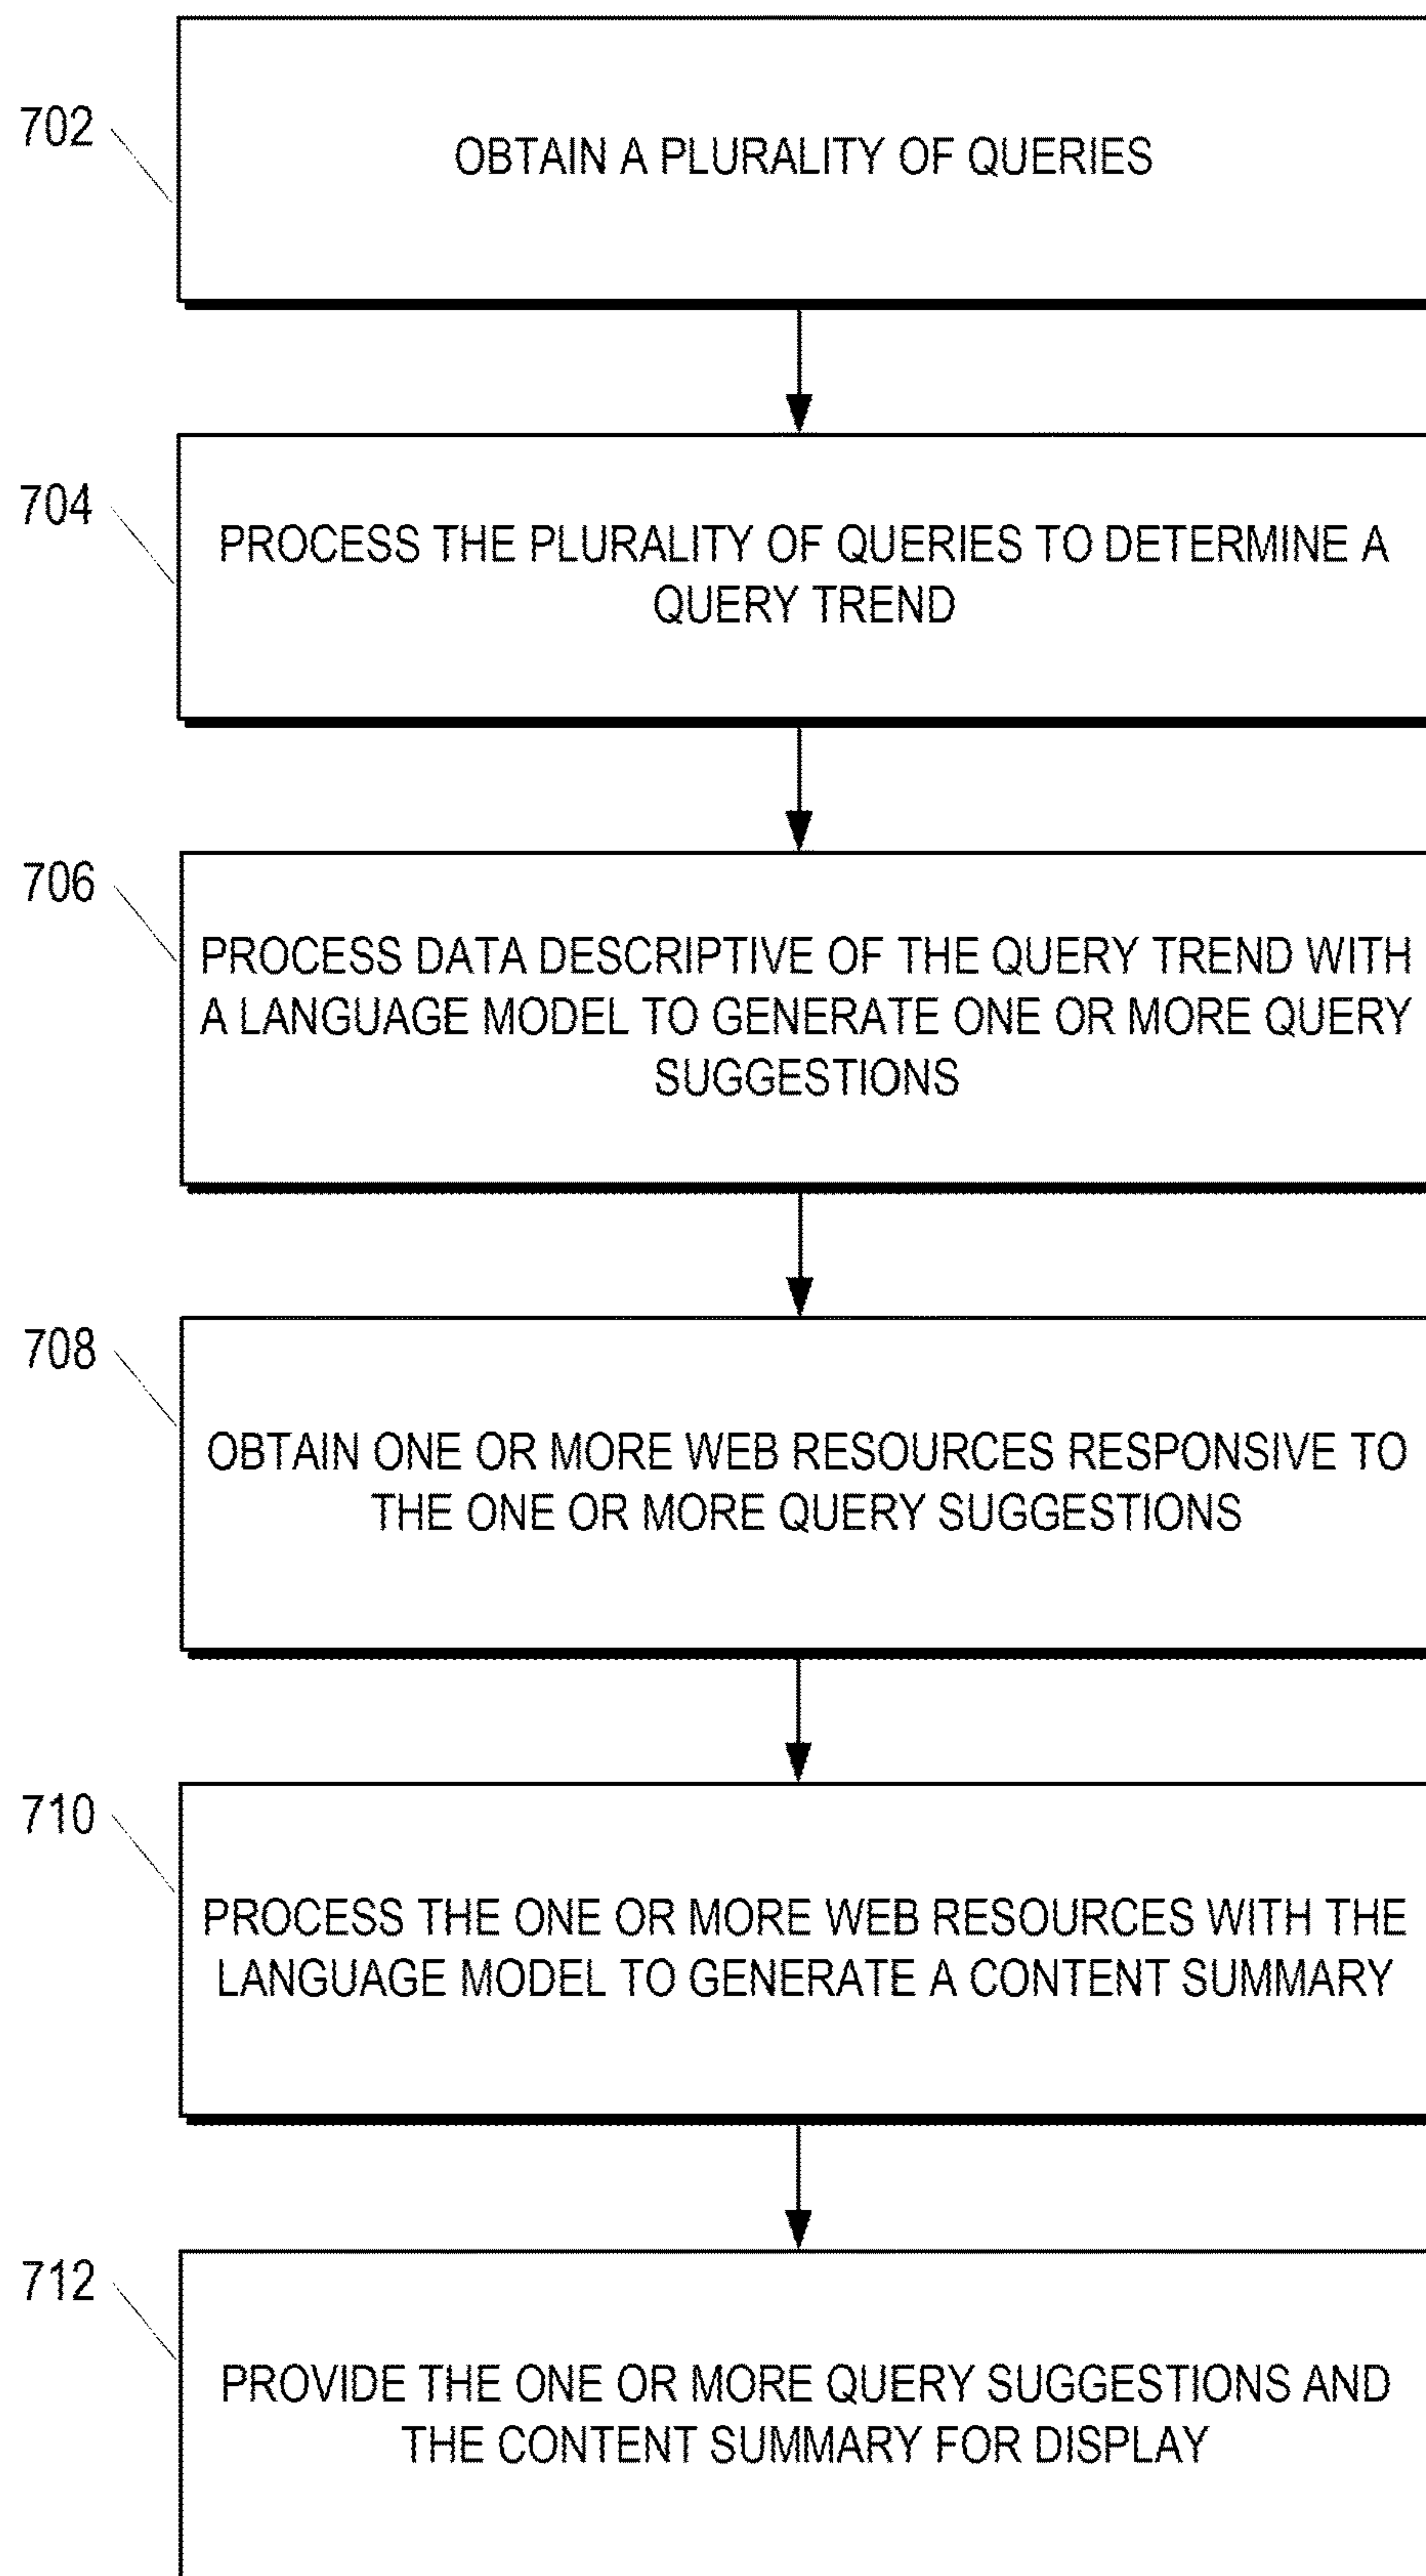 702
OBTAIN A PLURALITY OF QUERIES
704
PROCESS THE PLURALITY OF QUERIES TO DETERMINE A
QUERY TREND
706
PROCESS DATA DESCRIPTIVE OF THE QUERY TREND WITH
A LANGUAGE MODEL TO GENERATE ONE OR MORE QUERY
SUGGESTIONS
708
OBTAIN ONE OR MORE WEB RESOURCES RESPONSIVE TO
THE ONE OR MORE QUERY SUGGESTIONS
710
PROCESS THE ONE OR MORE WEB RESOURCES WITH THE
LANGUAGE MODEL TO GENERATE A CONTENT SUMMARY
712
PROVIDE THE ONE OR MORE QUERY SUGGESTIONS AND
THE CONTENT SUMMARY FOR DISPLAY